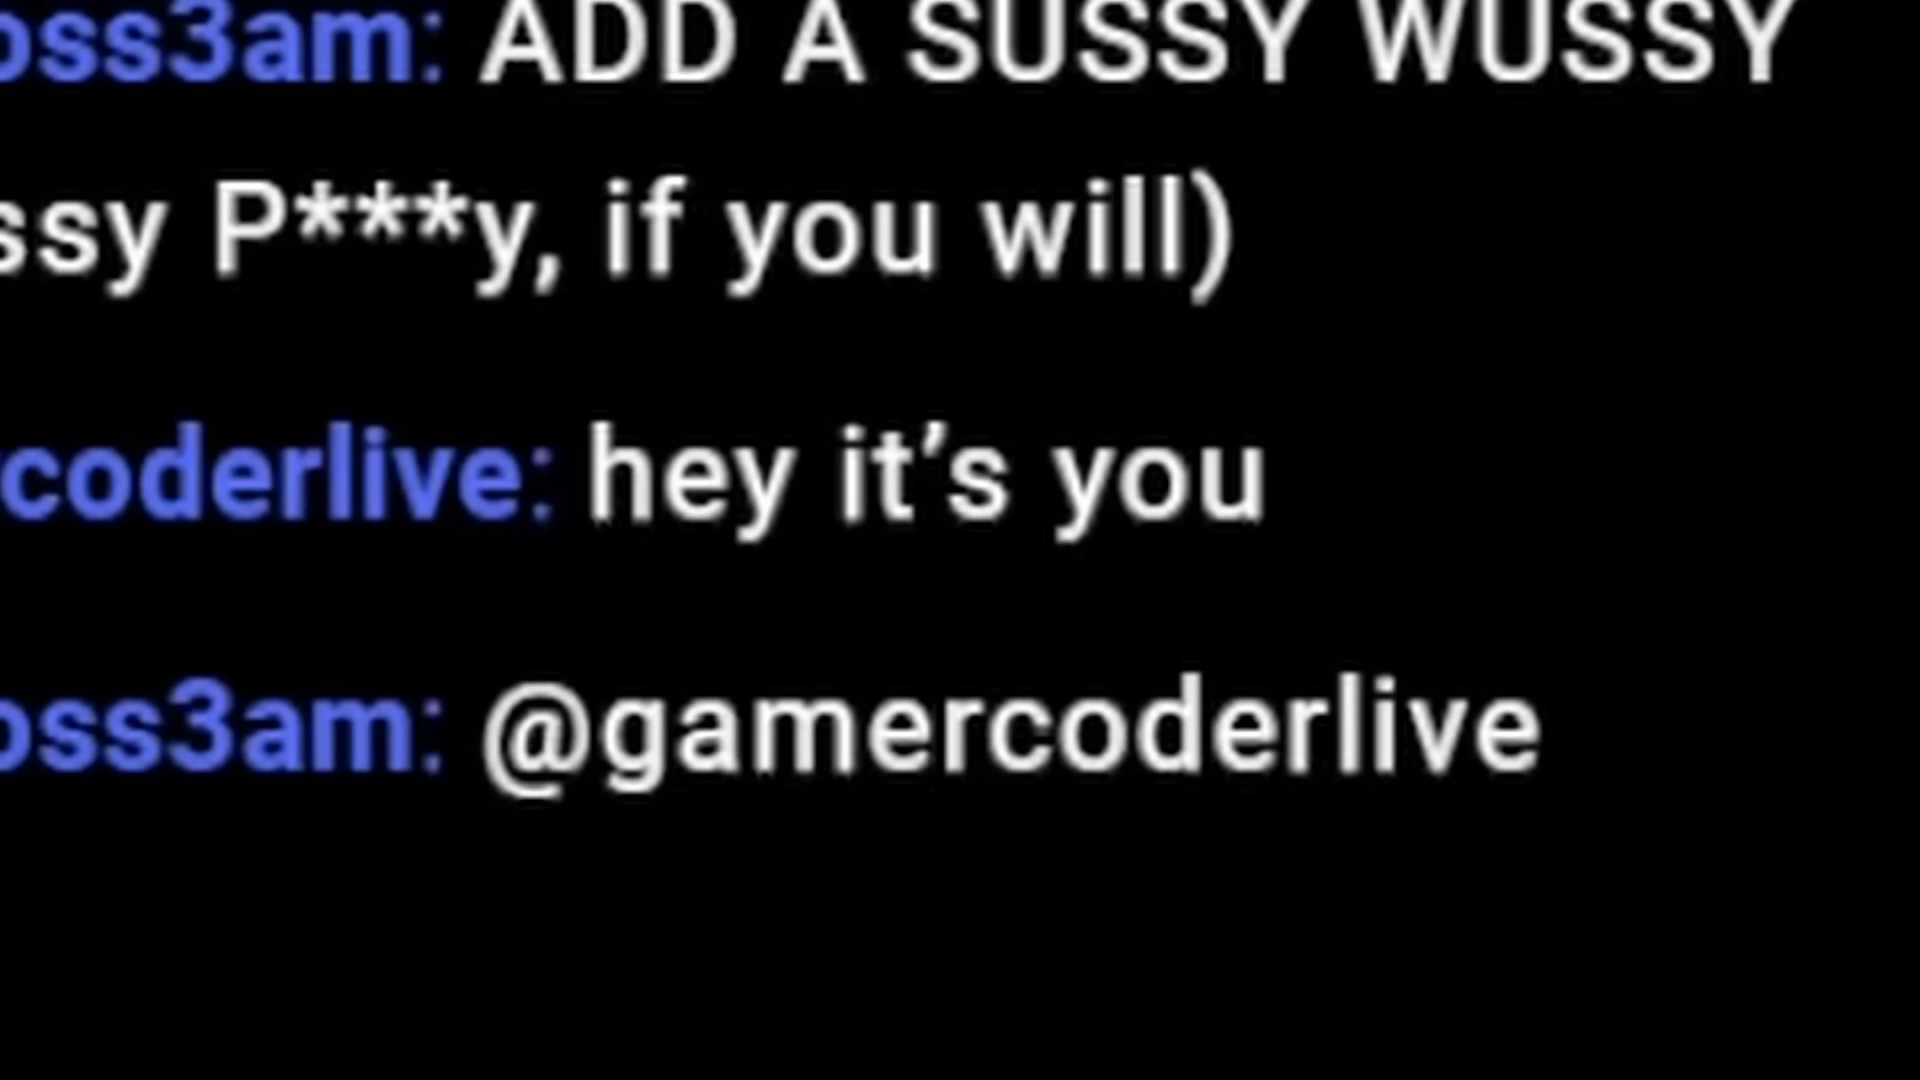 oss3am: ADD A SUSSY WUSSY
ssy P***y, if you will)
coderlive: hey it’s you
oss3am: @gamercoderlive